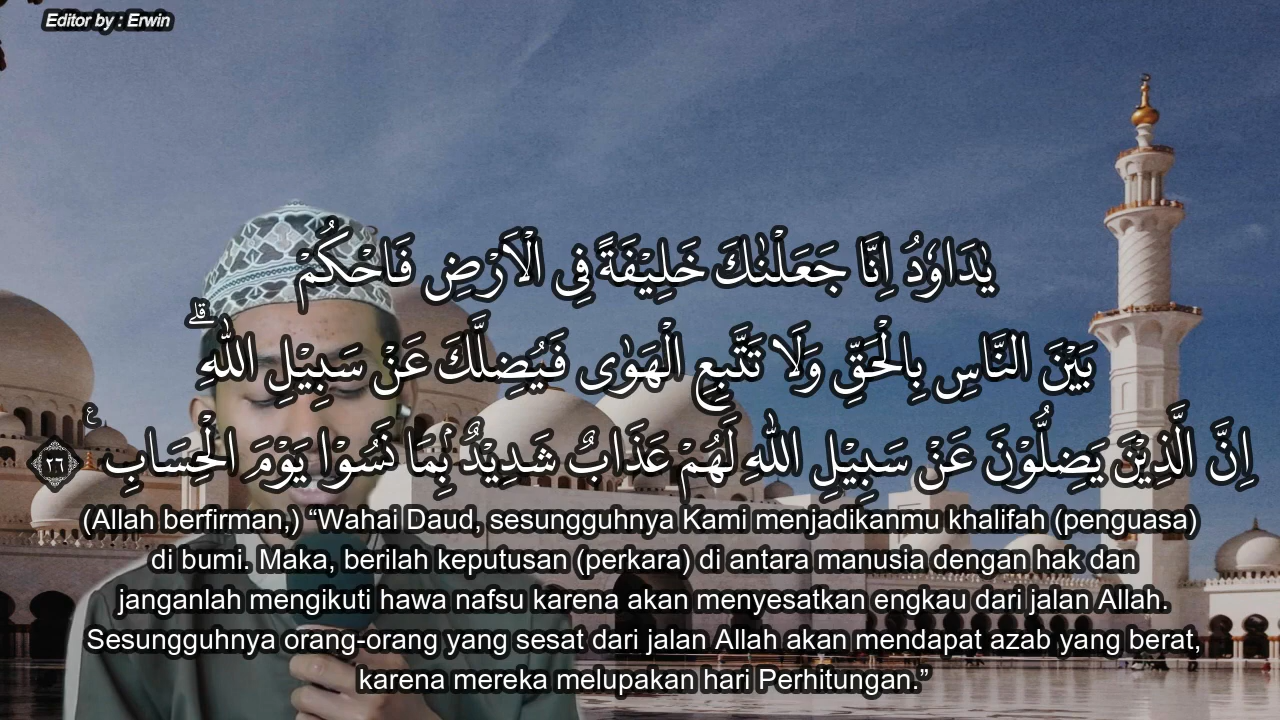 Editor by : Erwin
يٰدَاوٗدُ اِنَّا جَعَلْنٰكَ خَلِيْفَةً فِى الْاَرْضِ فَاحْكُمْ
بَيْنَ النَّاسِ بِالْحَقِّ وَلَا تَتَّبِعِ الْهَوٰى فَيُضِلَّكَ عَنْ سَبِيْلِ اللّٰهِ ۗ
اِنَّ الَّذِيْنَ يَضِلُّوْنَ عَنْ سَبِيْلِ اللّٰهِ لَهُمْ عَذَابٌ شَدِيْدٌ ۢبِمَا نَسُوْا يَوْمَ الْحِسَابِ ࣖ ٢٦
(Allah berfirman,) “Wahai Daud, sesungguhnya Kami menjadikanmu khalifah (penguasa)
di bumi. Maka, berilah keputusan (perkara) di antara manusia dengan hak dan
janganlah mengikuti hawa nafsu karena akan menyesatkan engkau dari jalan Allah.
Sesungguhnya orang-orang yang sesat dari jalan Allah akan mendapat azab yang berat,
karena mereka melupakan hari Perhitungan.”